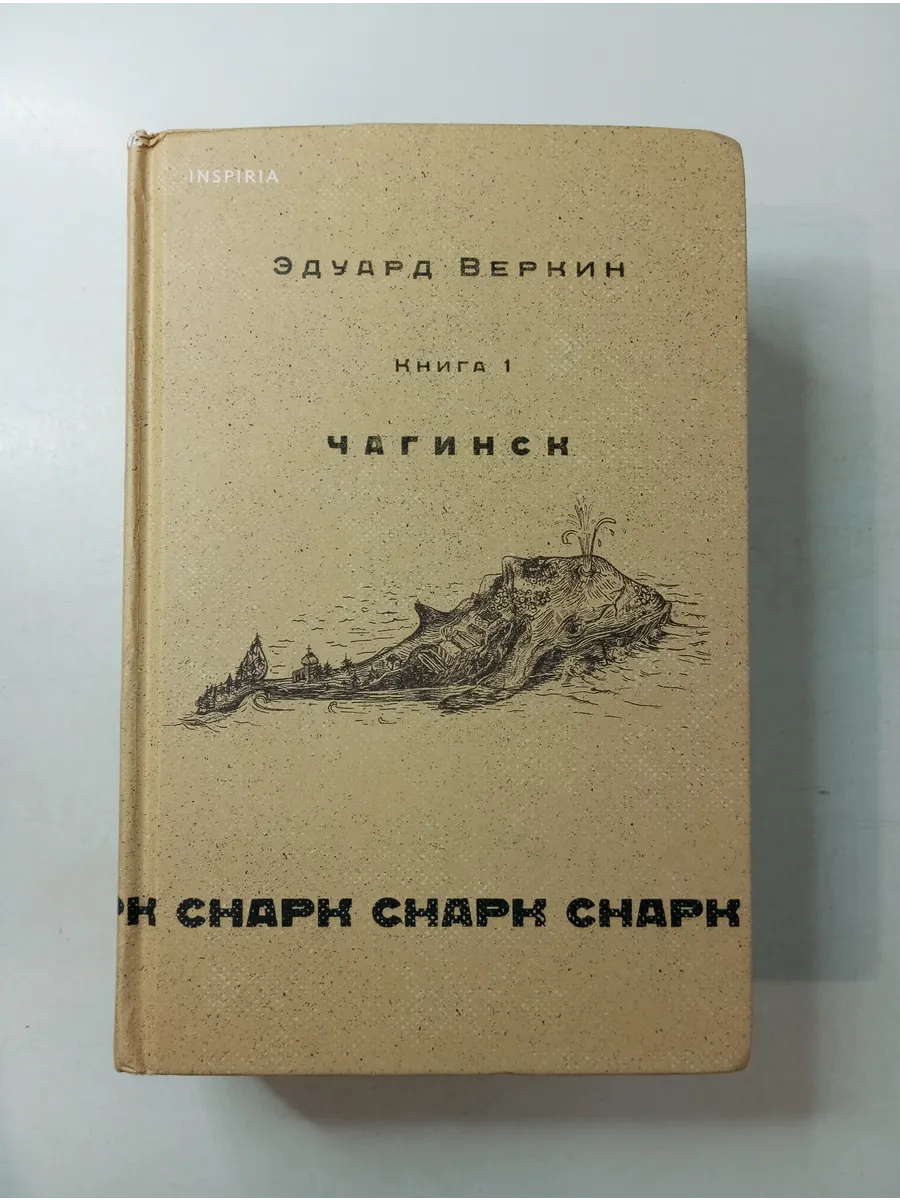 INSPIRIA
Эдуард Веркин
Книга 1
Чагинск
РК СНАРК СНАРК СНАРК